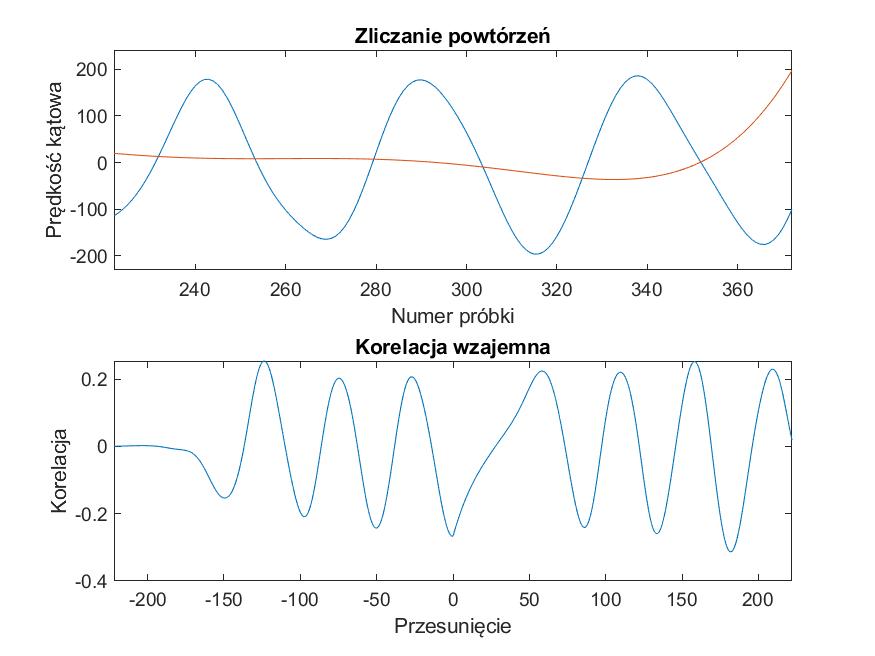 Zliczanie powtórzeń
200
100
0
-100
-200
Prędkość kątowa
240 260 280 300 320 340 360
Numer próbki
Korelacja wzajemna
0.2
0
-0.2
-0.4
Korelacja
-200 -150 -100 -50 0 50 100 150 200
Przesunięcie